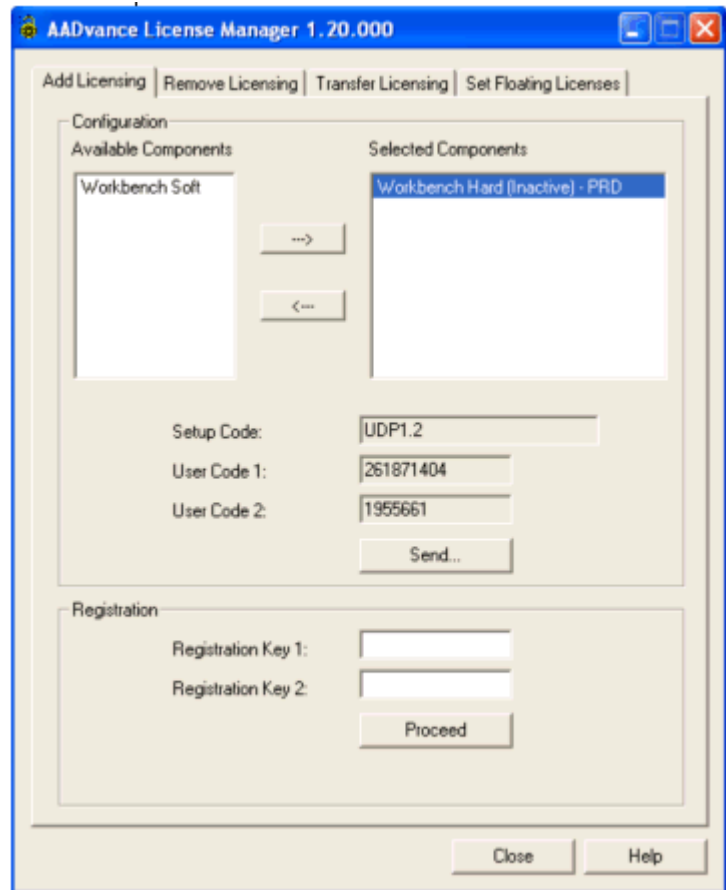 AADvance License Manager 1.20.000
Add Licensing Remove Licensing Transfer Licensing Set Floating Licenses
Configuration
Available Components Selected Components
Workbench Soft Workbench Hard (Inactive) - PRD
--->
<---
Setup Code: UDP1.2
User Code 1: 261871404
User Code 2: 1955661
Send...
Registration
Registration Key 1:
Registration Key 2:
Proceed
Close Help